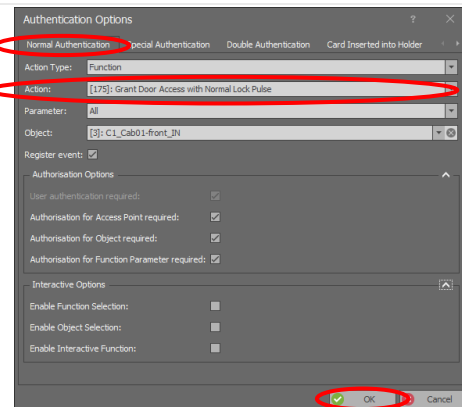 Authentication Options ?
Normal Authentication Special Authentication Double Authentication Card Inserted into Holder
Action Type: Function
Action: [175]: Grant Door Access with Normal Lock Pulse
Parameter: All
Object: [3]: C1_Cab01-front_IN
Register event:
Authorisation Options
User authentication required:
Authorisation for Access Point required:
Authorisation for Object required:
Authorisation for Function Parameter required:
Interactive Options
Enable Function Selection:
Enable Object Selection:
Enable Interactive Function:
OK Cancel